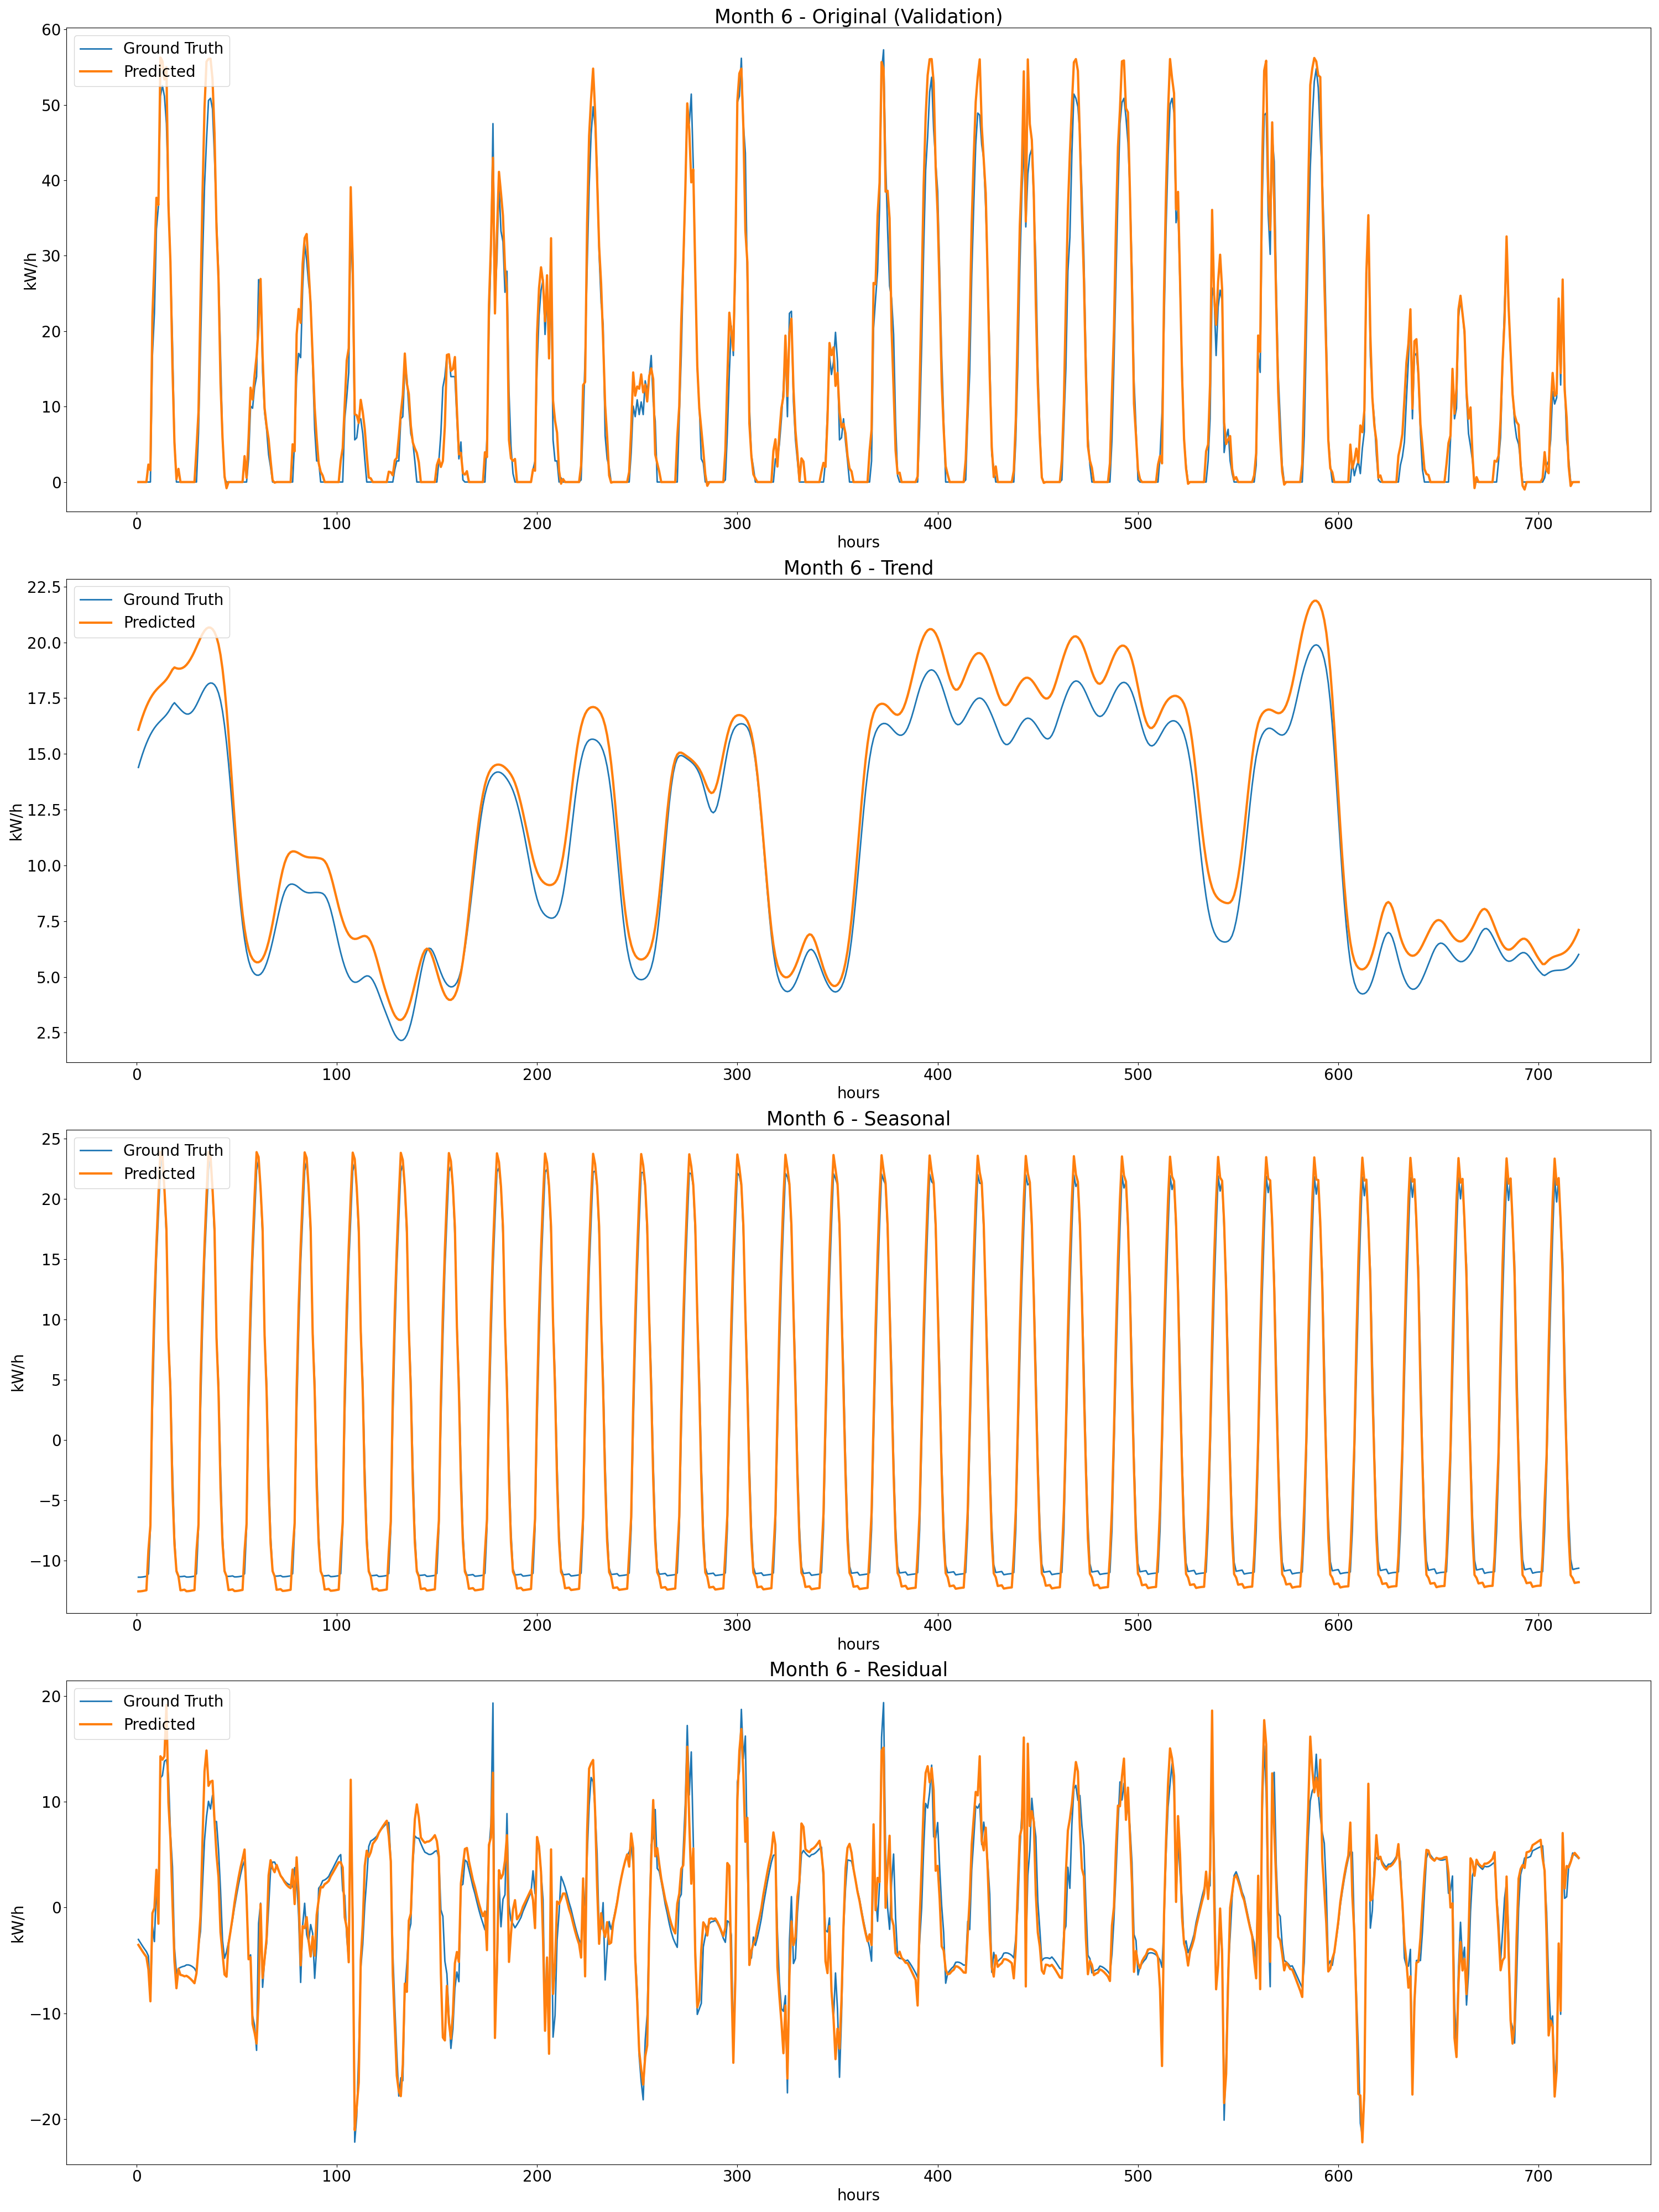 Month 6 - Original (Validation)
Ground Truth
Predicted
kW/h
60
50
40
30
20
10
0
0 100 200 300 400 500 600 700
hours
Month 6 - Trend
Ground Truth
Predicted
kW/h
22.5
20.0
17.5
15.0
12.5
10.0
7.5
5.0
2.5
0 100 200 300 400 500 600 700
hours
Month 6 - Seasonal
Ground Truth
Predicted
kW/h
25
20
15
10
5
0
−5
−10
0 100 200 300 400 500 600 700
hours
Month 6 - Residual
Ground Truth
Predicted
kW/h
20
10
0
−10
−20
0 100 200 300 400 500 600 700
hours